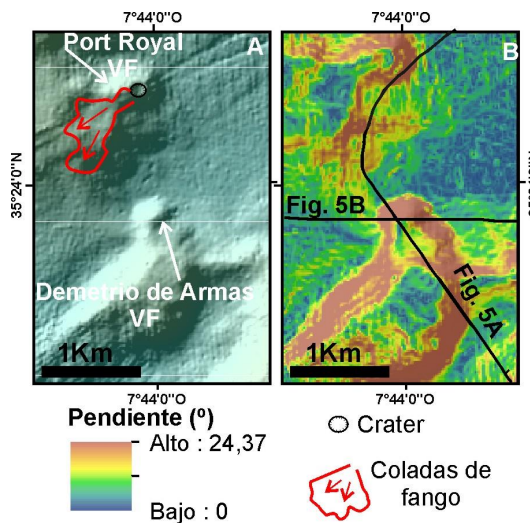 7°44'0''O
7°44'0''O
Port Royal
VF
A
B
35°24'0''N
Fig. 5B
Fig. 5A
Demetrio de Armas
VF
1Km
1Km
7°44'0''O
7°44'0''O
Pendiente (º)
Alto : 24,37
Bajo : 0
Crater
Coladas de
fango